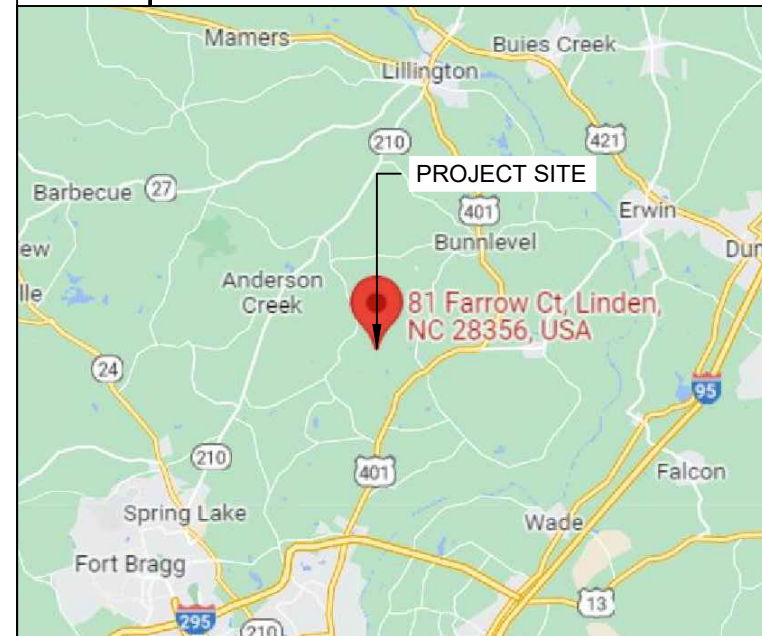 Mamers
Buies Creek
Lillington
210
421
PROJECT SITE
Barbecue 27
401
Erwin
Bunnlevel
ew
Dun
Anderson
Creek
lle
81 Farrow Ct, Linden,
NC 28356, USA
24
95
210
401
Falcon
Spring Lake
Wade
Fort Bragg
13
295
210